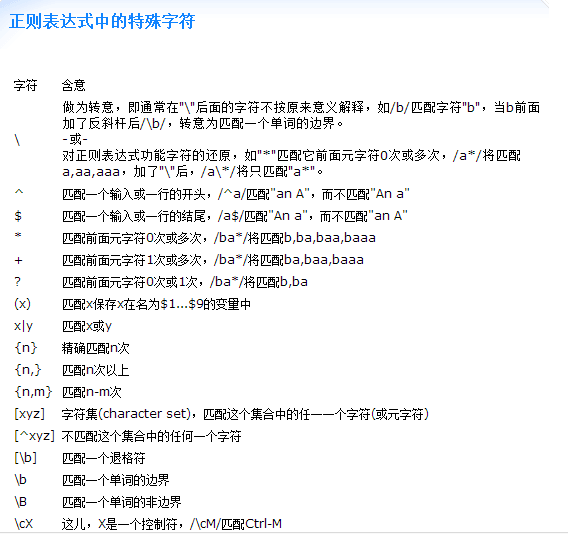 正则表达式中的特殊字符
字符 含意
做为转意，即通常在"\"后面的字符不按原来意义解释，如/b/匹配字符"b"，当b前面
加了反斜杆后/\b/，转意为匹配一个单词的边界。
\ -或-
对正则表达式功能字符的还原，如"*"匹配它前面元字符0次或多次，/a*/将匹配
a,aa,aaa，加了"\"后，/a\*/将只匹配"a*"。
^ 匹配一个输入或一行的开头，/^a/匹配"an A"，而不匹配"An a"
$ 匹配一个输入或一行的结尾，/a$/匹配"An a"，而不匹配"an A"
* 匹配前面元字符0次或多次，/ba*/将匹配b,ba,baa,baaa
+ 匹配前面元字符1次或多次，/ba*/将匹配ba,baa,baaa
? 匹配前面元字符0次或1次，/ba*/将匹配b,ba
(x) 匹配x保存x在名为$1...$9的变量中
x|y 匹配x或y
{n} 精确匹配n次
{n,} 匹配n次以上
{n,m} 匹配n-m次
[xyz] 字符集(character set)，匹配这个集合中的任一一个字符(或元字符)
[^xyz] 不匹配这个集合中的任何一个字符
[\b] 匹配一个退格符
\b 匹配一个单词的边界
\B 匹配一个单词的非边界
\cX 这儿，X是一个控制符，/\cM/匹配Ctrl-M